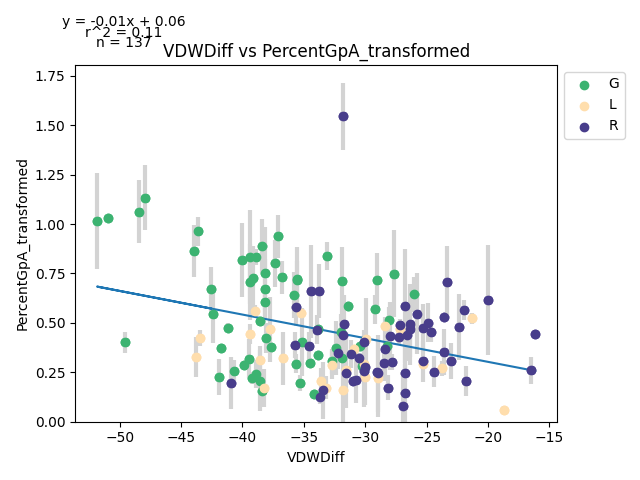 y = -0.01x + 0.06
r^2 = 0.11
n = 137
VDWDiff vs PercentGpA_transformed
G
L
R
PercentGpA_transformed
1.75
1.50
1.25
1.00
0.75
0.50
0.25
0.00
−50 −45 −40 −35 −30 −25 −20 −15
VDWDiff